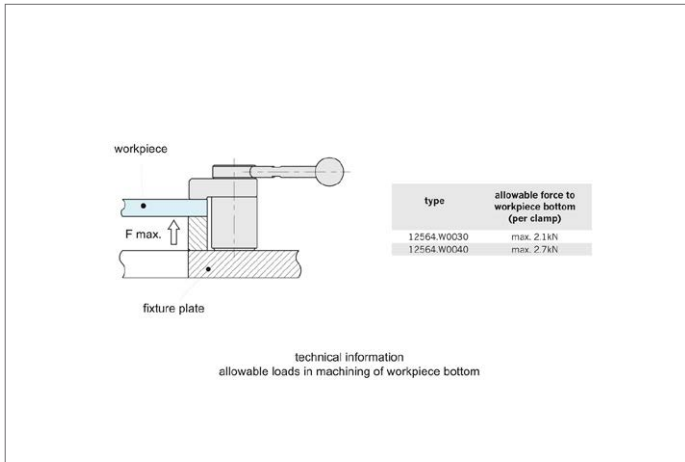 workpiece
F max.
fixture plate
type allowable force to
workpiece bottom
(per clamp)
12564.W0030 max. 2.1kN
12564.W0040 max. 2.7kN
technical information
allowable loads in machining of workpiece bottom